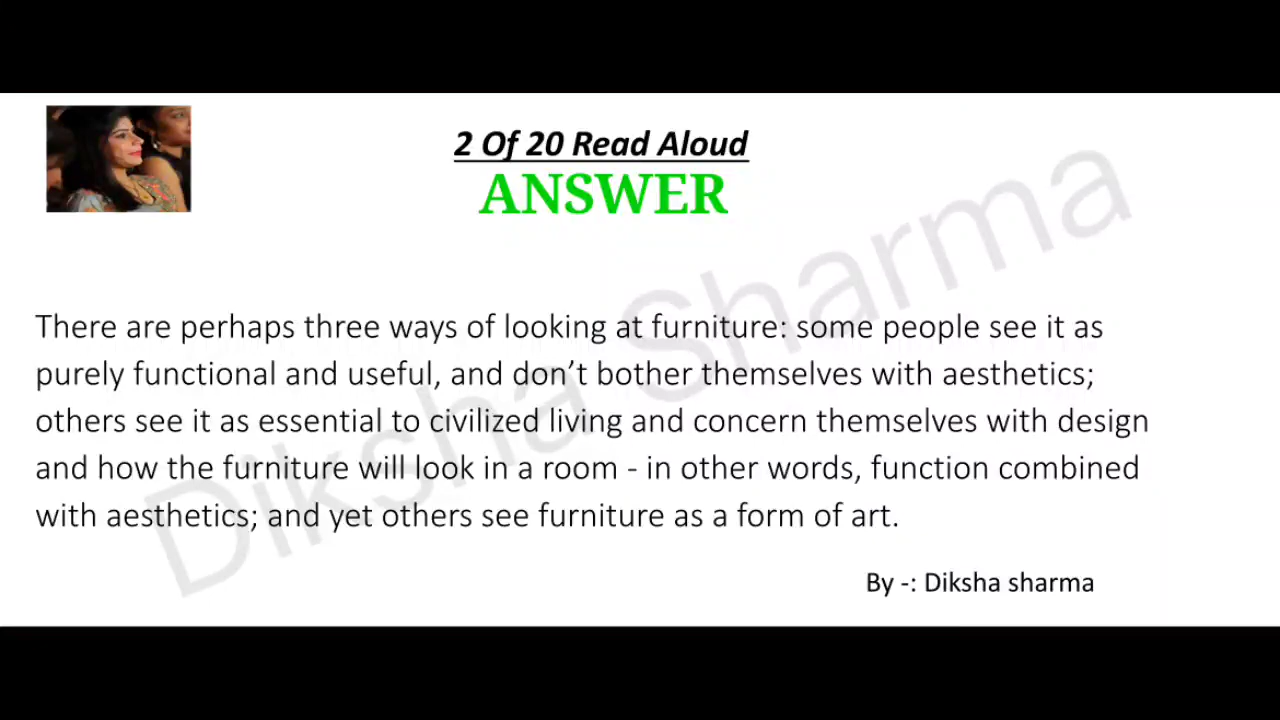 2 Of 20 Read Aloud
ANSWER
There are perhaps three ways of looking at furniture: some people see it as
purely functional and useful, and don’t bother themselves with aesthetics;
others see it as essential to civilized living and concern themselves with design
and how the furniture will look in a room - in other words, function combined
with aesthetics; and yet others see furniture as a form of art.
By -: Diksha sharma
Diksha Sharma